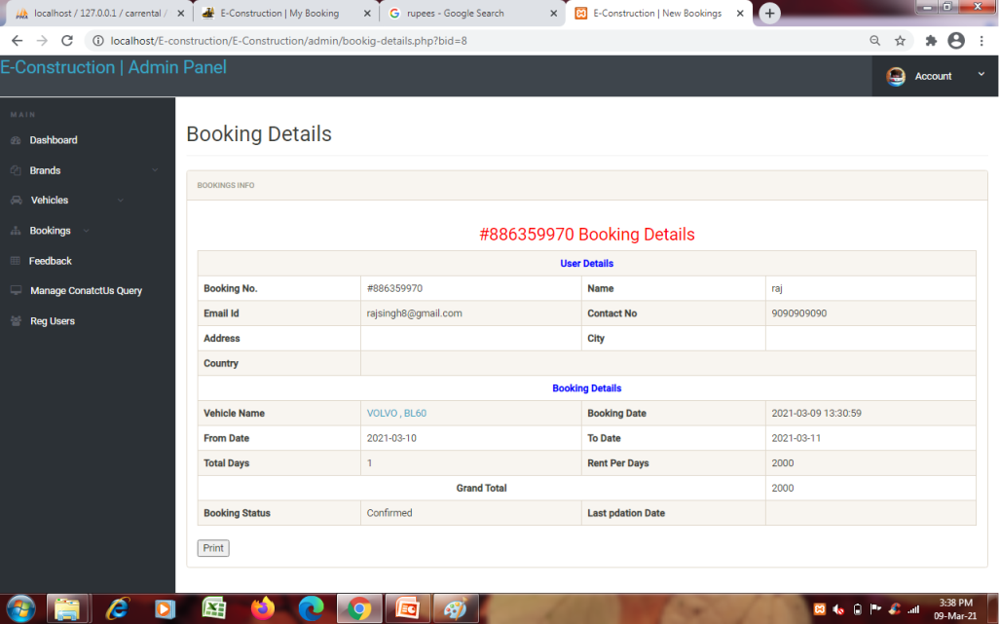 localhost / 127.0.0.1 / carrental /
E-Construction | My Booking
rupees - Google Search
E-Construction | New Bookings
localhost/E-construction/E-Construction/admin/bookig-details.php?bid=8
E-Construction | Admin Panel
Account
MAIN
Dashboard
Brands
Vehicles
Bookings
Feedback
Manage ConatctUs Query
Reg Users
Booking Details
BOOKINGS INFO
#886359970 Booking Details
User Details
Booking No. #886359970 Name raj
Email Id rajsingh8@gmail.com Contact No 9090909090
Address City
Country
Booking Details
Vehicle Name VOLVO , BL60 Booking Date 2021-03-09 13:30:59
From Date 2021-03-10 To Date 2021-03-11
Total Days 1 Rent Per Days 2000
Grand Total 2000
Booking Status Confirmed Last pdation Date
Print
3:38 PM
09-Mar-21